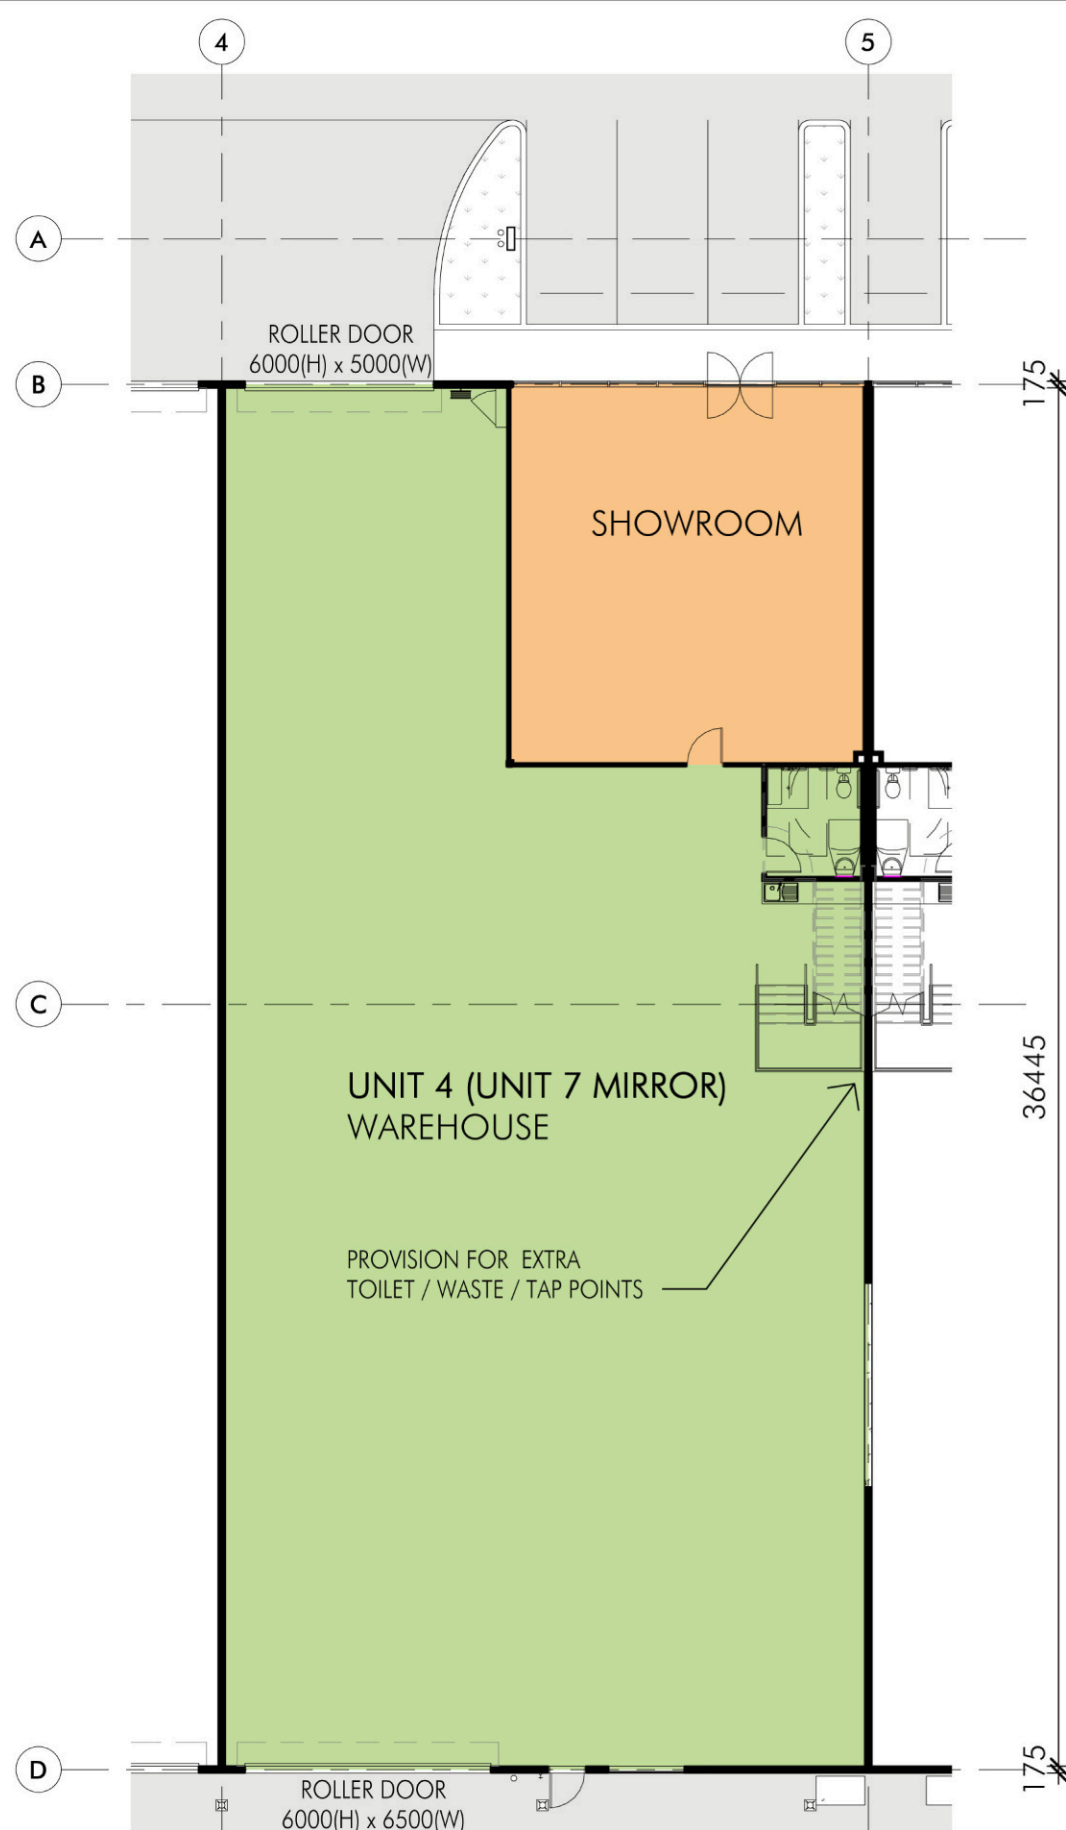 4
5
A
ROLLER DOOR
6000(H) x 5000(W)
B
175
SHOWROOM
C
36445
UNIT 4 (UNIT 7 MIRROR)
WAREHOUSE
PROVISION FOR EXTRA
TOILET / WASTE / TAP POINTS
D
175
ROLLER DOOR
6000(H) x 6500(W)